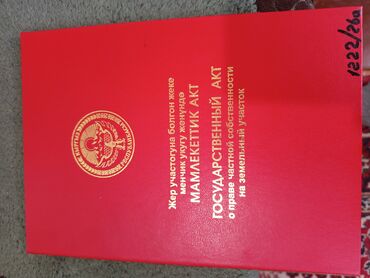 Жер участогуна болгон жеке
менчик укугу жөнүндө
МАМЛЕКЕТТИК АКТ
ГОСУДАРСТВЕННЫЙ АКТ
о праве частной собственности
на земельный участок
1222/26а